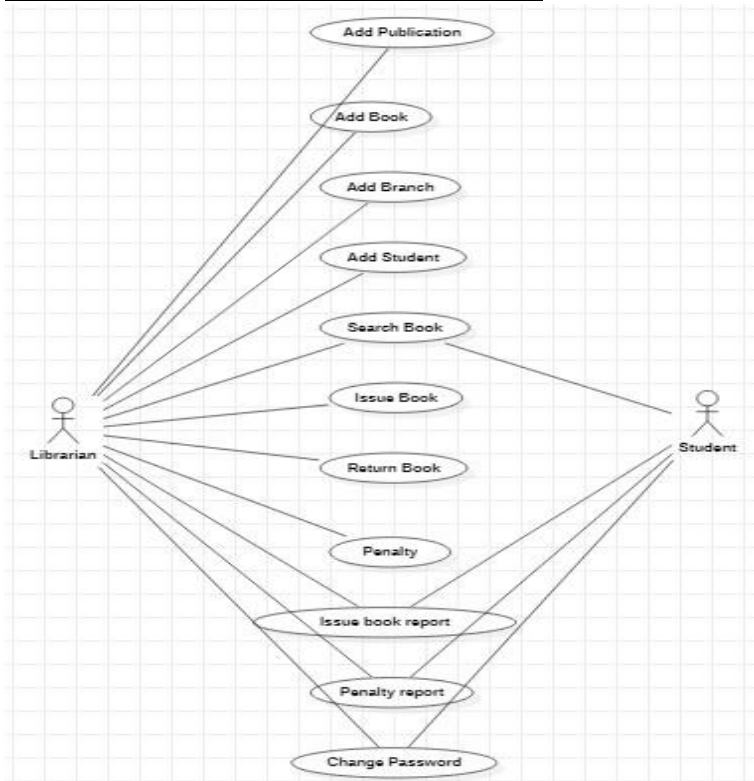 Add Publication
Add Book
Add Branch
Add Student
Search Book
Issue Book
Librarian
Student
Return Book
Penalty
Issue book report
Penalty report
Change Password